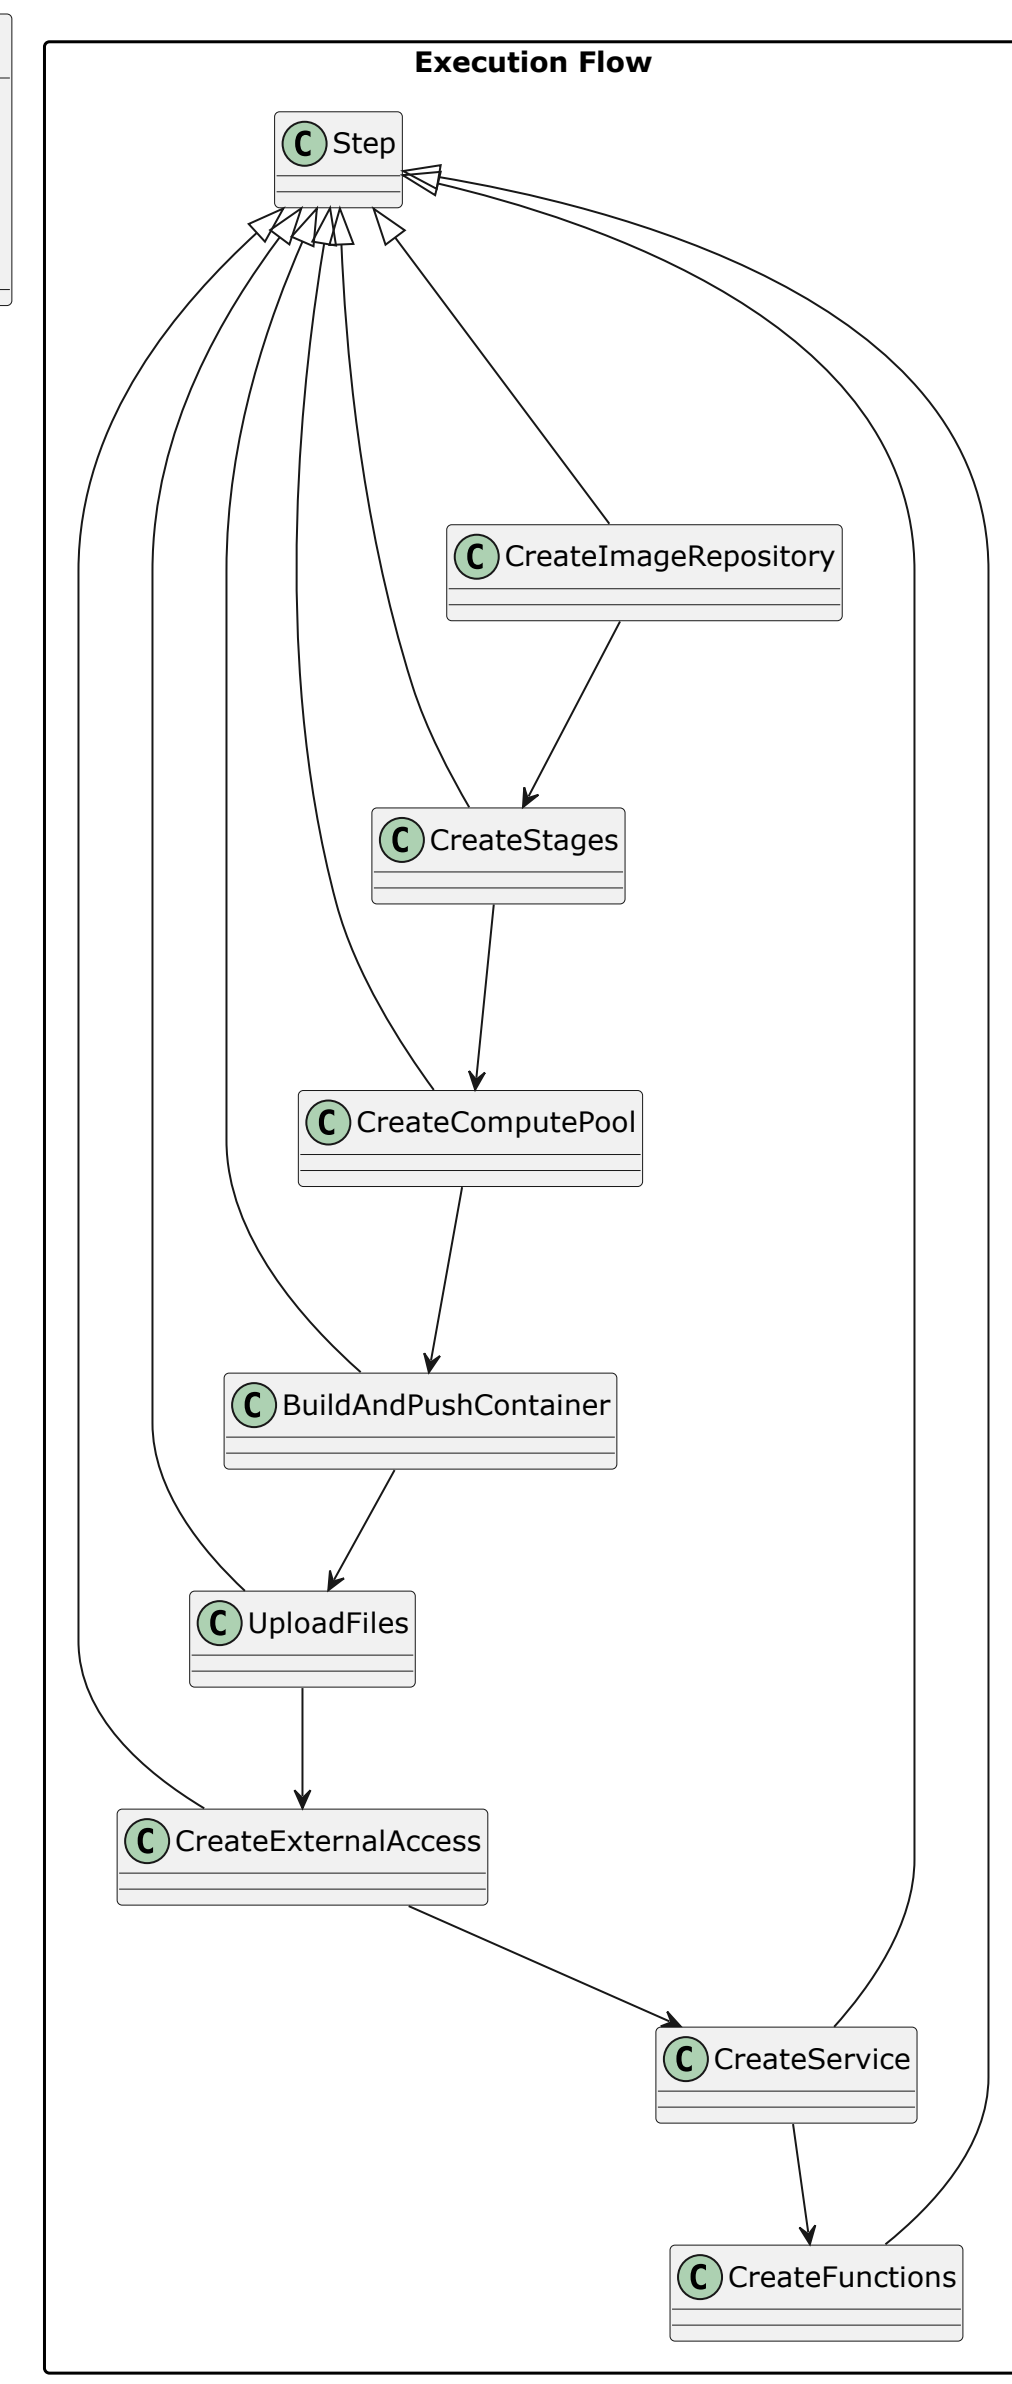 Execution Flow
C Step
C CreateImageRepository
C CreateStages
C CreateComputePool
C BuildAndPushContainer
C UploadFiles
C CreateExternalAccess
C CreateService
C CreateFunctions